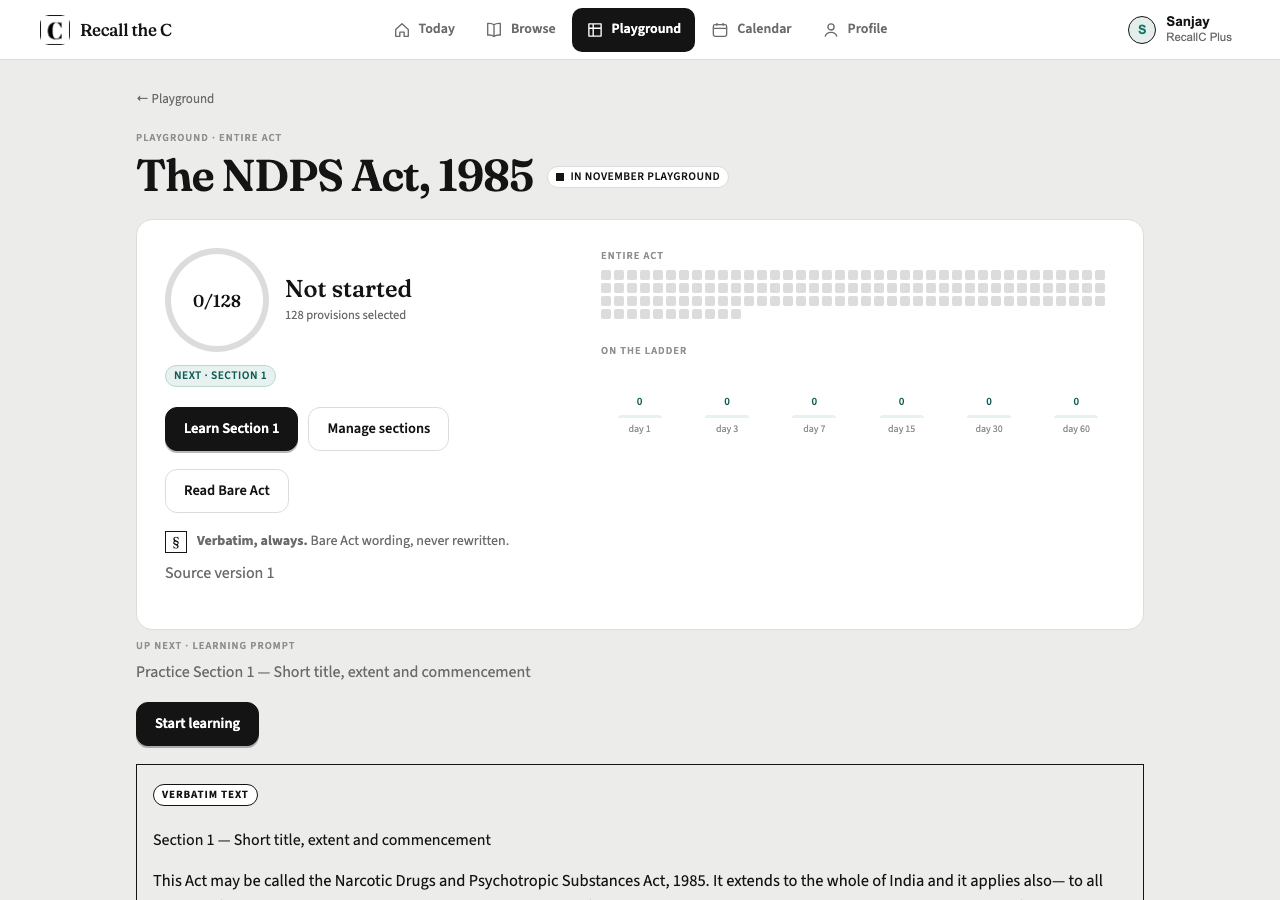 C Recall the C
Today Browse Playground Calendar Profile
S Sanjay
RecallC Plus
← Playground
PLAYGROUND · ENTIRE ACT
The NDPS Act, 1985 IN NOVEMBER PLAYGROUND
0/128
Not started
128 provisions selected
NEXT · SECTION 1
Learn Section 1 Manage sections
Read Bare Act
§ Verbatim, always. Bare Act wording, never rewritten.
Source version 1
ENTIRE ACT
ON THE LADDER
0 0 0 0 0 0
day 1 day 3 day 7 day 15 day 30 day 60
UP NEXT · LEARNING PROMPT
Practice Section 1 — Short title, extent and commencement
Start learning
VERBATIM TEXT
Section 1 — Short title, extent and commencement
This Act may be called the Narcotic Drugs and Psychotropic Substances Act, 1985. It extends to the whole of India and it applies also— to all